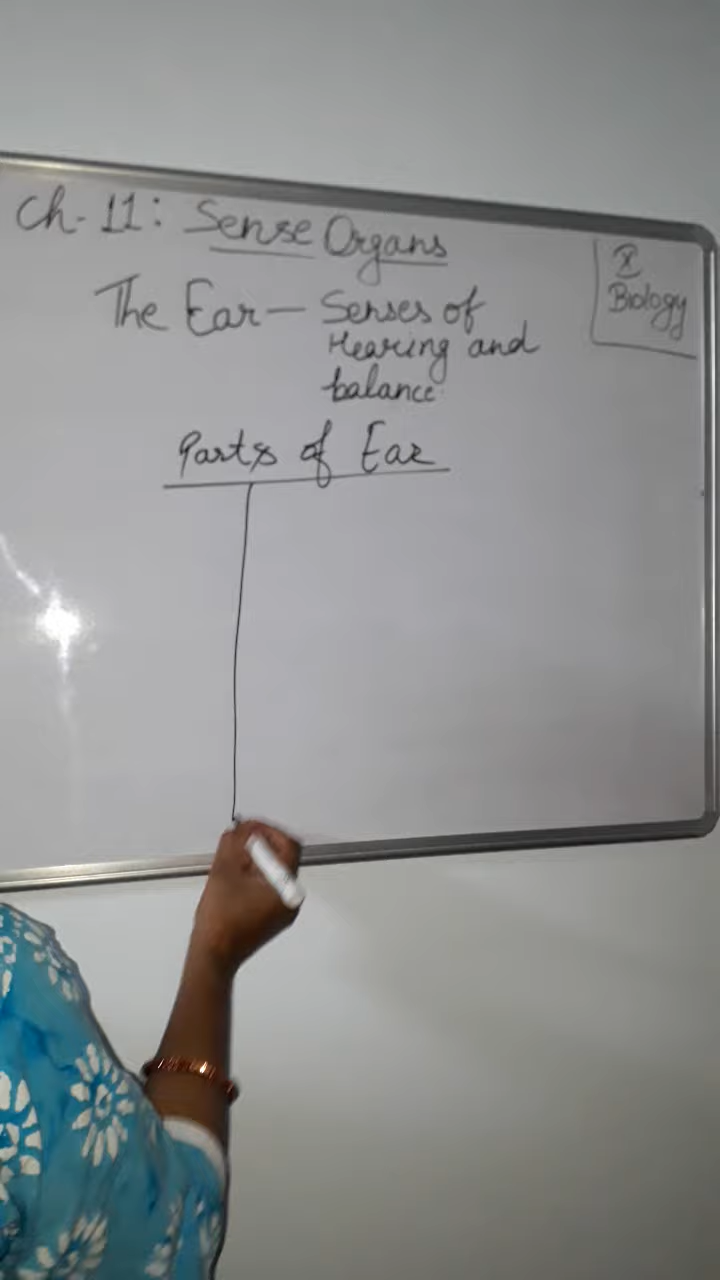 Ch-11: Sense Organs
X
Biology
The Ear — Senses of
Hearing and
balance
Parts of Ear